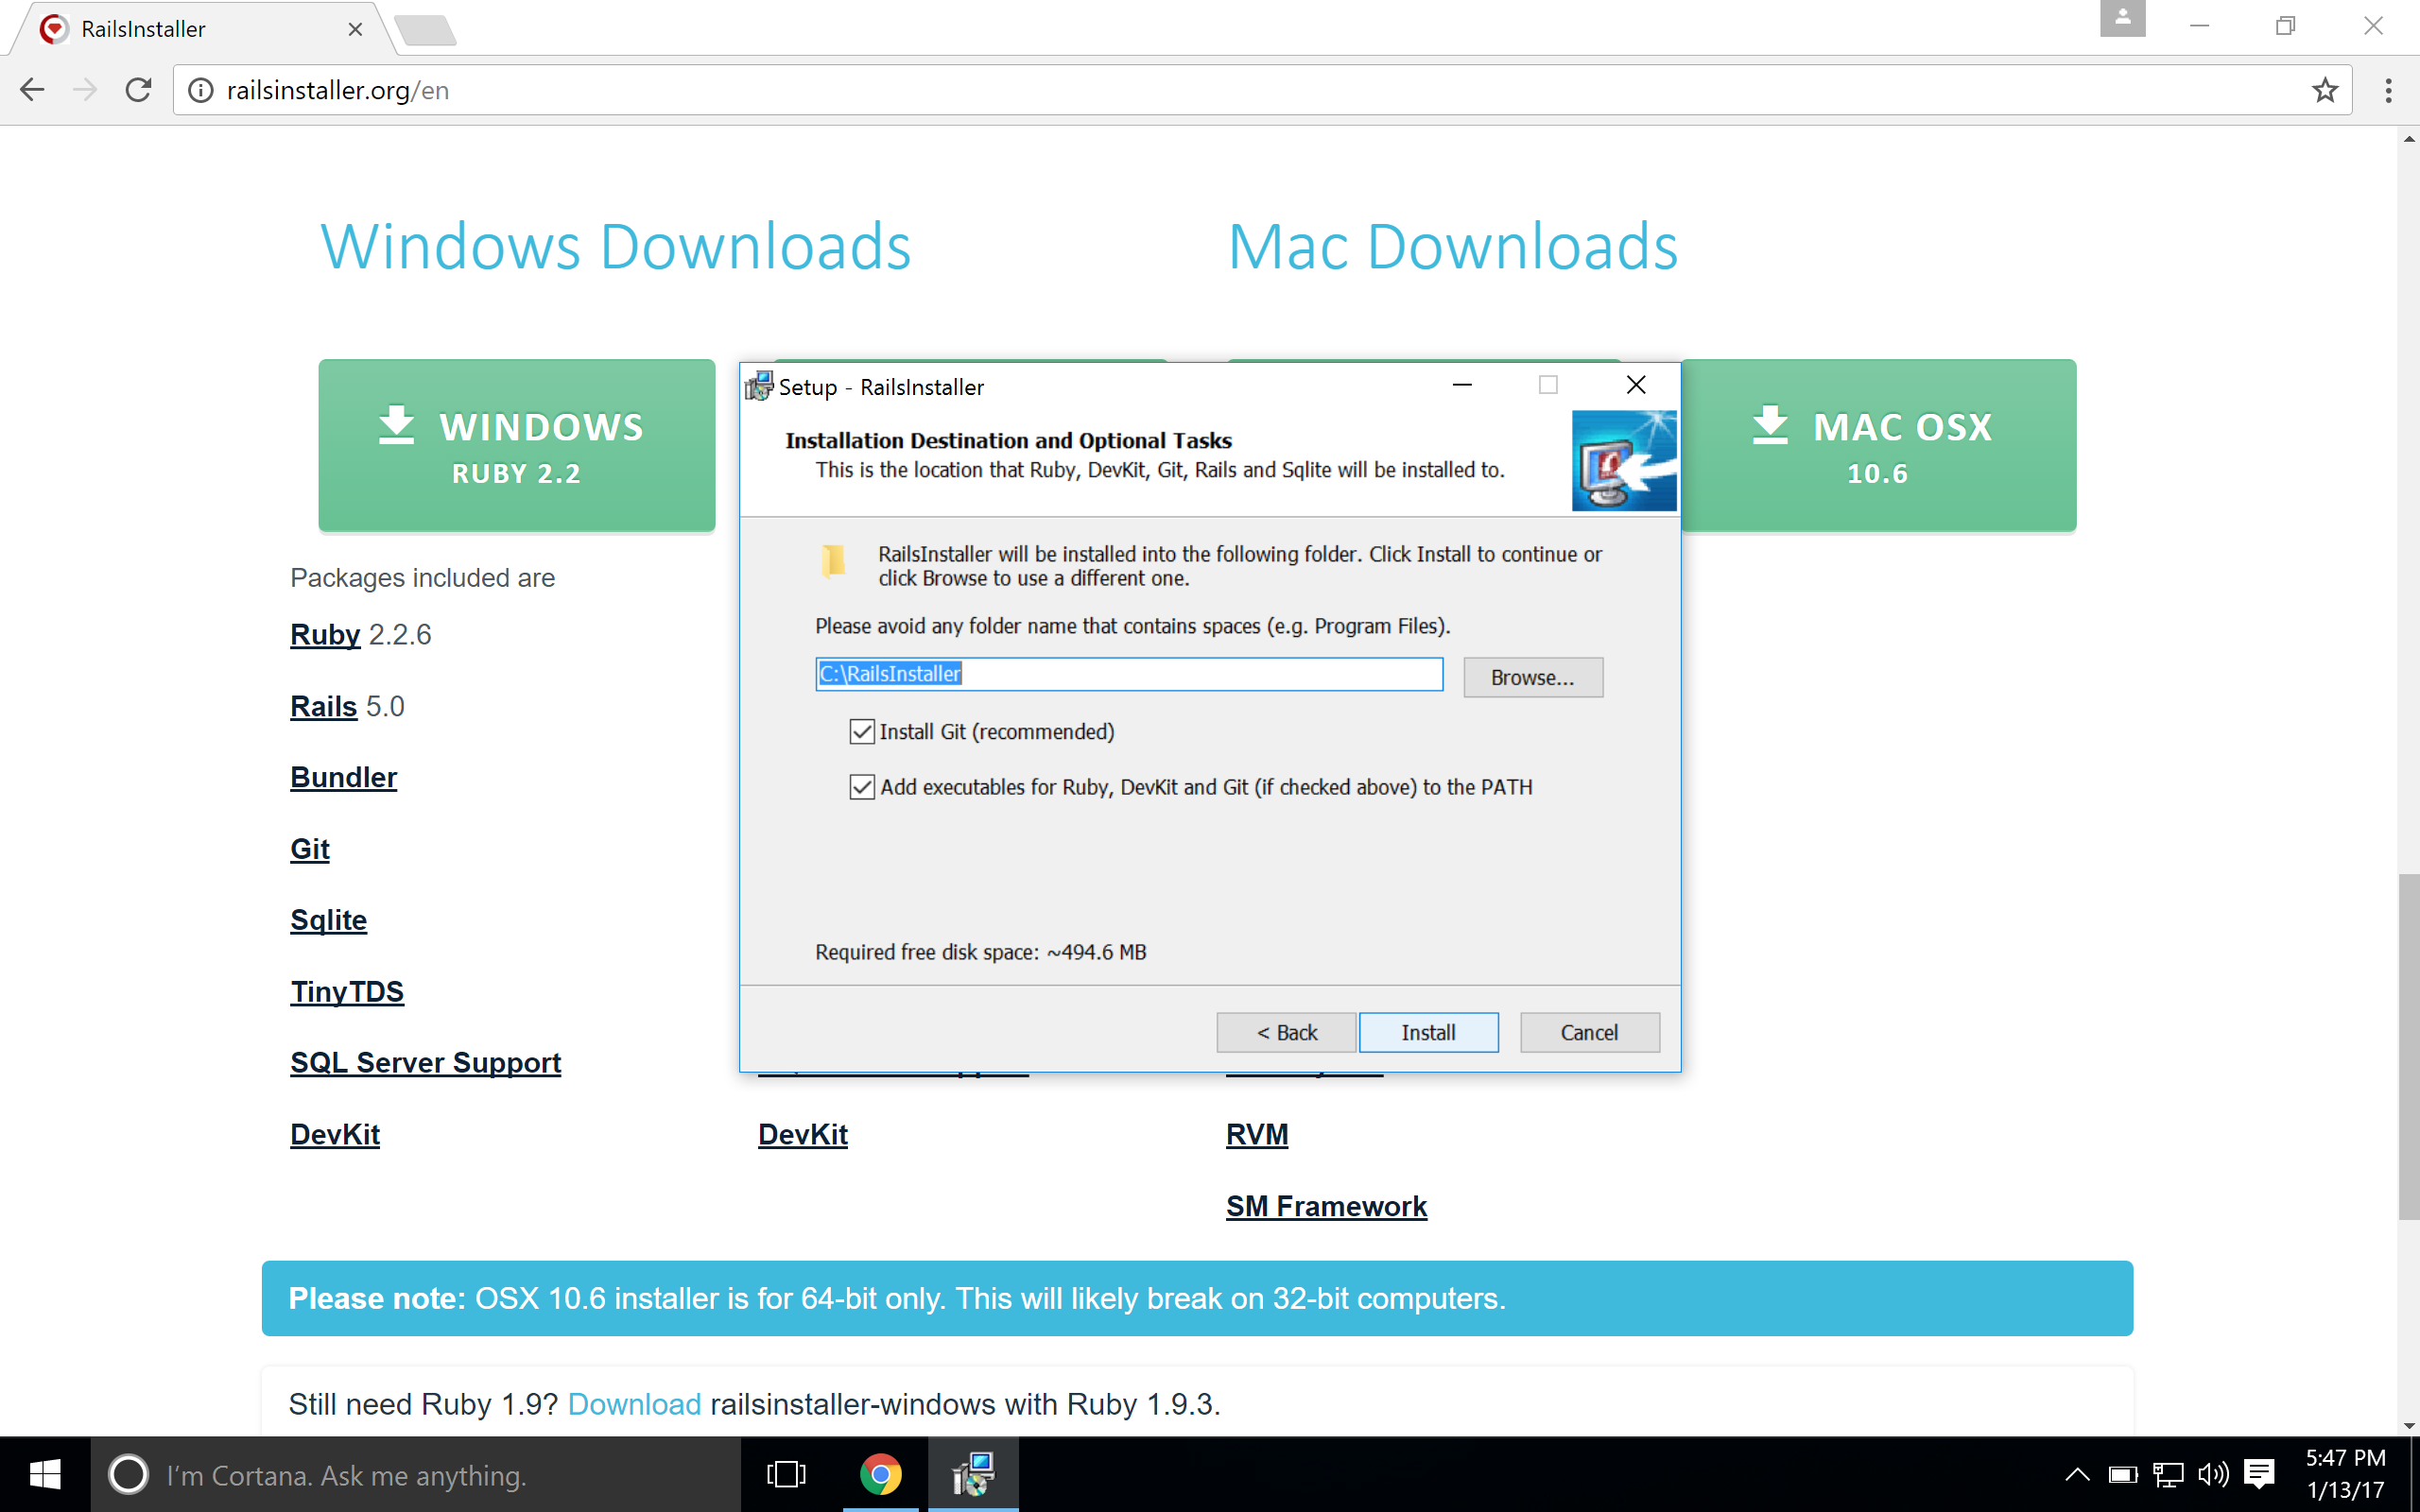 RailsInstaller
railsinstaller.org/en
Windows Downloads
Mac Downloads
WINDOWS
RUBY 2.2
MAC OSX
10.6
Packages included are
Ruby 2.2.6
Rails 5.0
Bundler
Git
Sqlite
TinyTDS
SQL Server Support
DevKit
DevKit
RVM
SM Framework
Setup - RailsInstaller
Installation Destination and Optional Tasks
This is the location that Ruby, DevKit, Git, Rails and Sqlite will be installed to.
RailsInstaller will be installed into the following folder. Click Install to continue or
click Browse to use a different one.
Please avoid any folder name that contains spaces (e.g. Program Files).
C:\RailsInstaller
Browse...
Install Git (recommended)
Add executables for Ruby, DevKit and Git (if checked above) to the PATH
Required free disk space: ~494.6 MB
< Back
Install
Cancel
Please note: OSX 10.6 installer is for 64-bit only. This will likely break on 32-bit computers.
Still need Ruby 1.9? Download railsinstaller-windows with Ruby 1.9.3.
I'm Cortana. Ask me anything.
5:47 PM
1/13/17